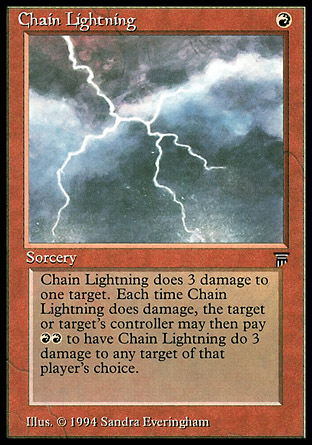 Chain Lightning
Sorcery
Chain Lightning does 3 damage to
one target. Each time Chain
Lightning does damage, the target
or target's controller may then pay
to have Chain Lightning do 3
damage to any target of that
player's choice.
Illus. © 1994 Sandra Everingham